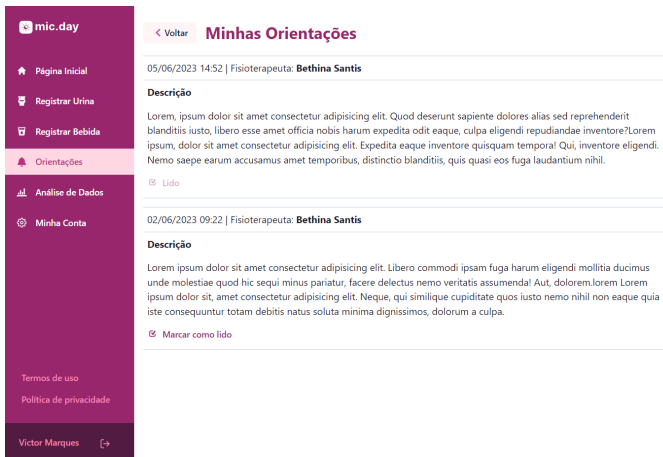 mic.day
Página Inicial
Registrar Urina
Registrar Bebida
Orientações
Análise de Dados
Minha Conta
Termos de uso
Política de privacidade
Victor Marques
Voltar
Minhas Orientações
05/06/2023 14:52 | Fisioterapeuta: Bethina Santis
Descrição
Lorem, ipsum dolor sit amet consectetur adipisicing elit. Quod deserunt sapiente dolores alias sed reprehenderit
blanditiis iusto, libero esse amet officia nobis harum expedita odit eaque, culpa eligendi repudiandae inventore?Lorem
ipsum, dolor sit amet consectetur adipisicing elit. Expedita eaque inventore quisquam tempora! Qui, inventore eligendi.
Nemo saepe earum accusamus amet temporibus, distinctio blanditiis, quis quasi eos fuga laudantium nihil.
Lido
02/06/2023 09:22 | Fisioterapeuta: Bethina Santis
Descrição
Lorem ipsum dolor sit amet consectetur adipisicing elit. Libero commodi ipsam fuga harum eligendi mollitia ducimus
unde molestiae quod hic sequi minus pariatur, facere delectus nemo veritatis assumenda! Aut, dolorem.lorem Lorem
ipsum dolor sit, amet consectetur adipisicing elit. Neque, qui similique cupiditate quos iusto nemo nihil non eaque quia
iste consequuntur totam debitis natus soluta minima dignissimos, dolorum a culpa.
Marcar como lido